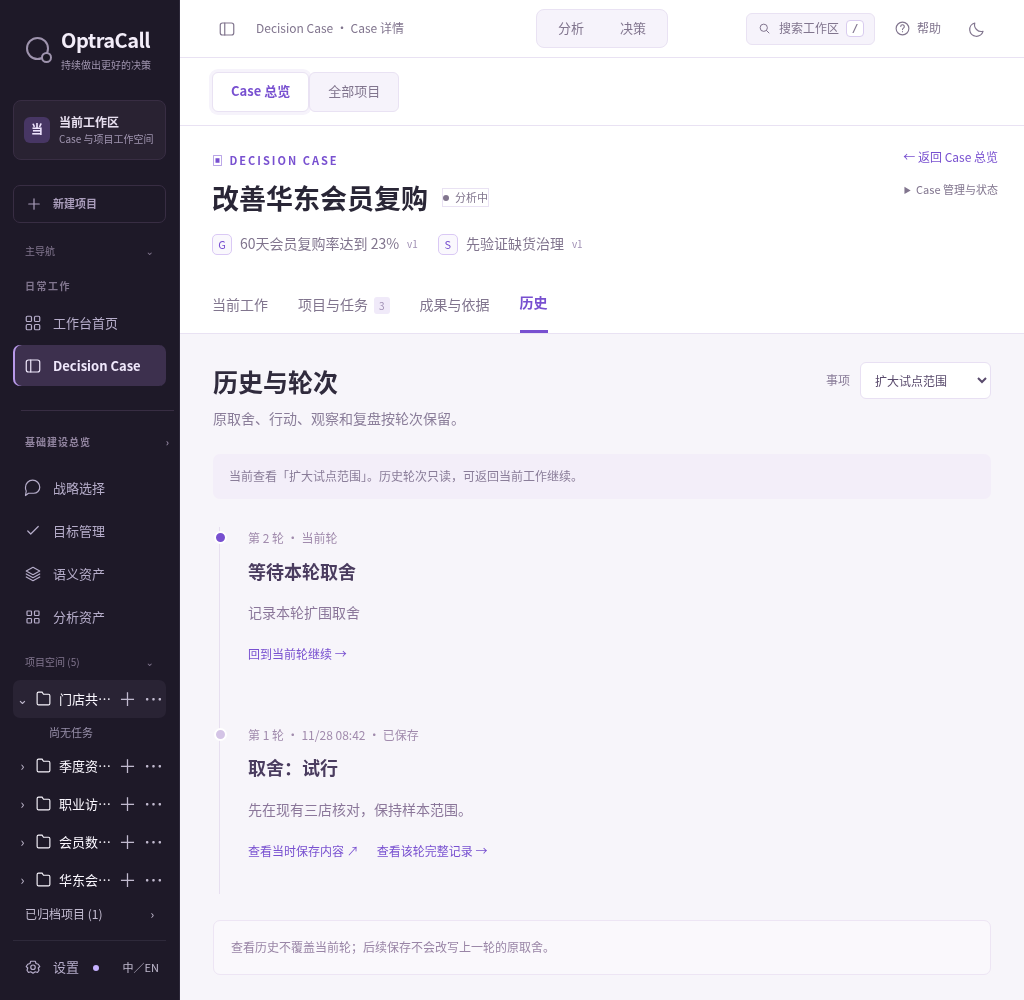 OptraCall
持续做出更好的决策
当
当前工作区
Case 与项目工作空间
新建项目
主导航
日常工作
工作台首页
Decision Case
基础建设总览
战略选择
目标管理
语义资产
分析资产
项目空间 (5)
门店共…
尚无任务
季度资…
职业访…
会员数…
华东会…
已归档项目 (1)
设置
中／EN
Decision Case · Case 详情
分析
决策
搜索工作区 /
帮助
Case 总览
全部项目
DECISION CASE
← 返回 Case 总览
改善华东会员复购
分析中
▶ Case 管理与状态
G 60天会员复购率达到 23% v1
S 先验证缺货治理 v1
当前工作
项目与任务 3
成果与依据
历史
历史与轮次
事项
扩大试点范围
原取舍、行动、观察和复盘按轮次保留。
当前查看「扩大试点范围」。历史轮次只读，可返回当前工作继续。
第 2 轮 · 当前轮
等待本轮取舍
记录本轮扩围取舍
回到当前轮继续 →
第 1 轮 · 11/28 08:42 · 已保存
取舍：试行
先在现有三店核对，保持样本范围。
查看当时保存内容 ↗
查看该轮完整记录 →
查看历史不覆盖当前轮；后续保存不会改写上一轮的原取舍。